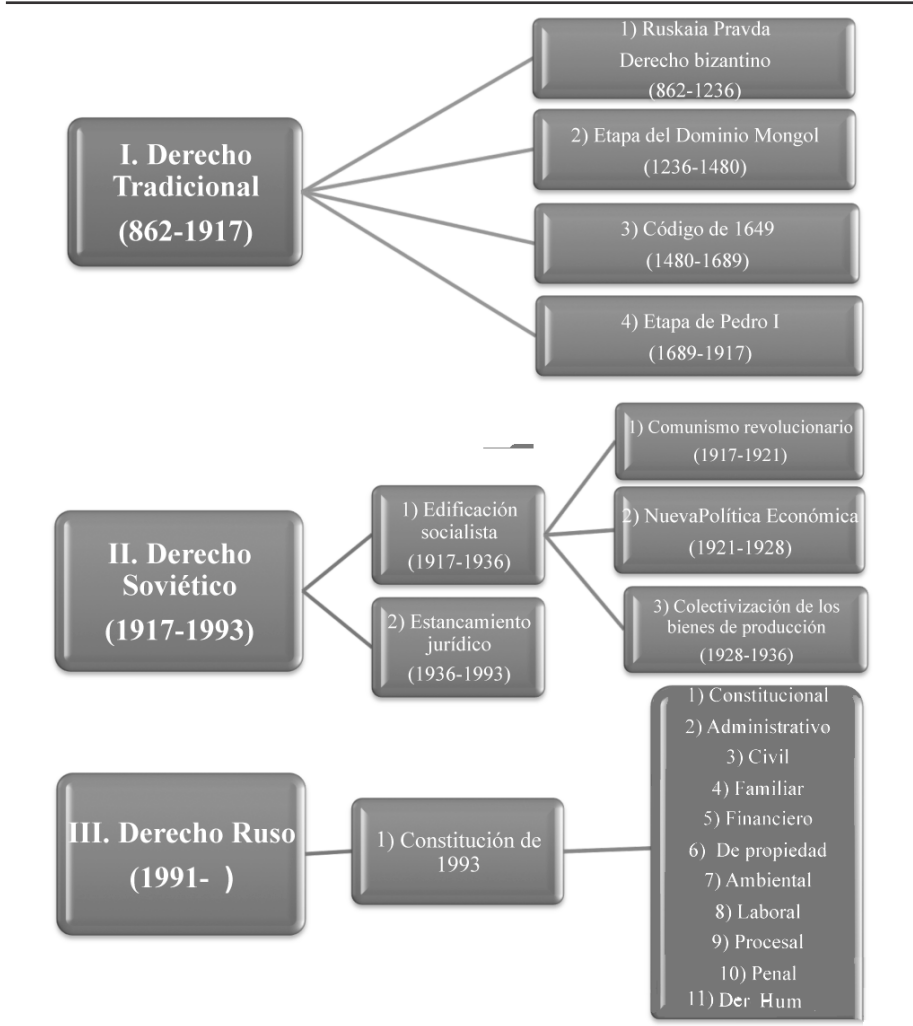 I. Derecho
Tradicional
(862-1917)
1) Ruskaia Pravda
Derecho bizantino
(862-1236)
2) Etapa del Dominio Mongol
(1236-1480)
3) Código de 1649
(1480-1689)
4) Etapa de Pedro I
(1689-1917)
II. Derecho
Soviético
(1917-1993)
1) Edificación
socialista
(1917-1936)
2) Estancamiento
jurídico
(1936-1993)
1) Comunismo revolucionario
(1917-1921)
2) NuevaPolítica Económica
(1921-1928)
3) Colectivización de los
bienes de producción
(1928-1936)
III. Derecho Ruso
(1991- )
1) Constitución de
1993
1) Constitucional
2) Administrativo
3) Civil
4) Familiar
5) Financiero
6) De propiedad
7) Ambiental
8) Laboral
9) Procesal
10) Penal
11) Der Hum